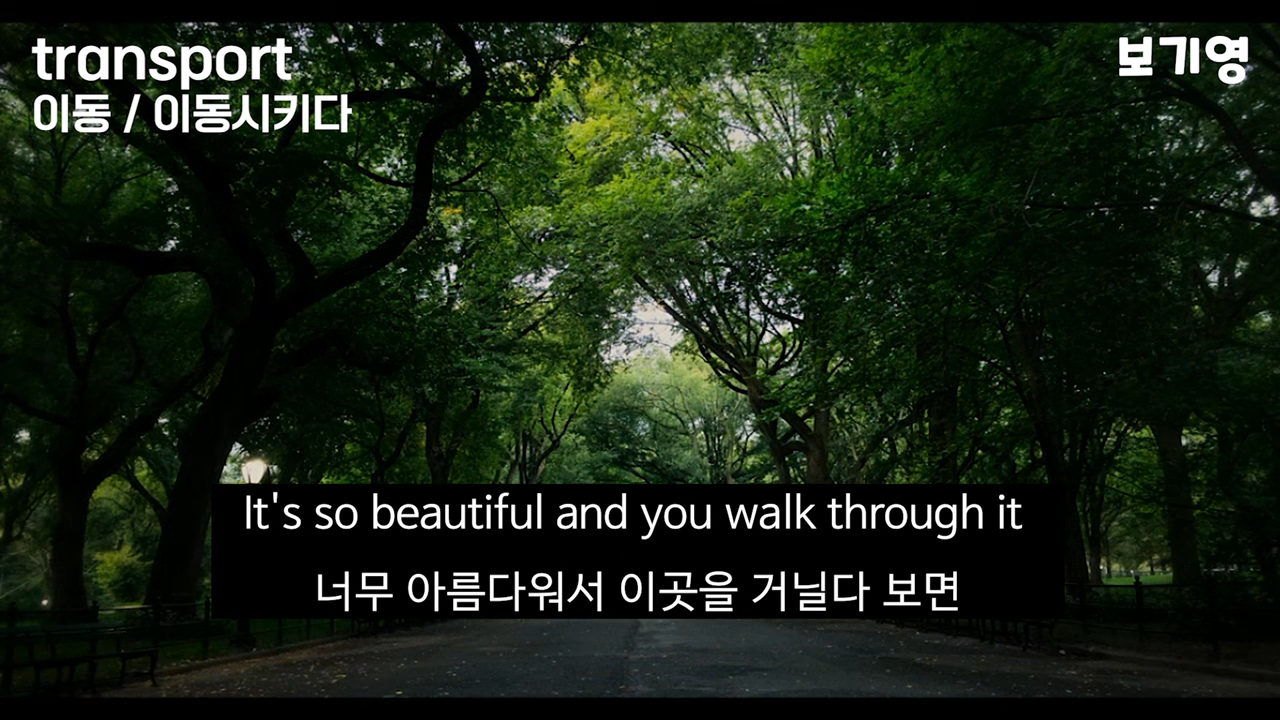 transport
이동 / 이동시키다
보기영
It's so beautiful and you walk through it
너무 아름다워서 이곳을 거닐다 보면